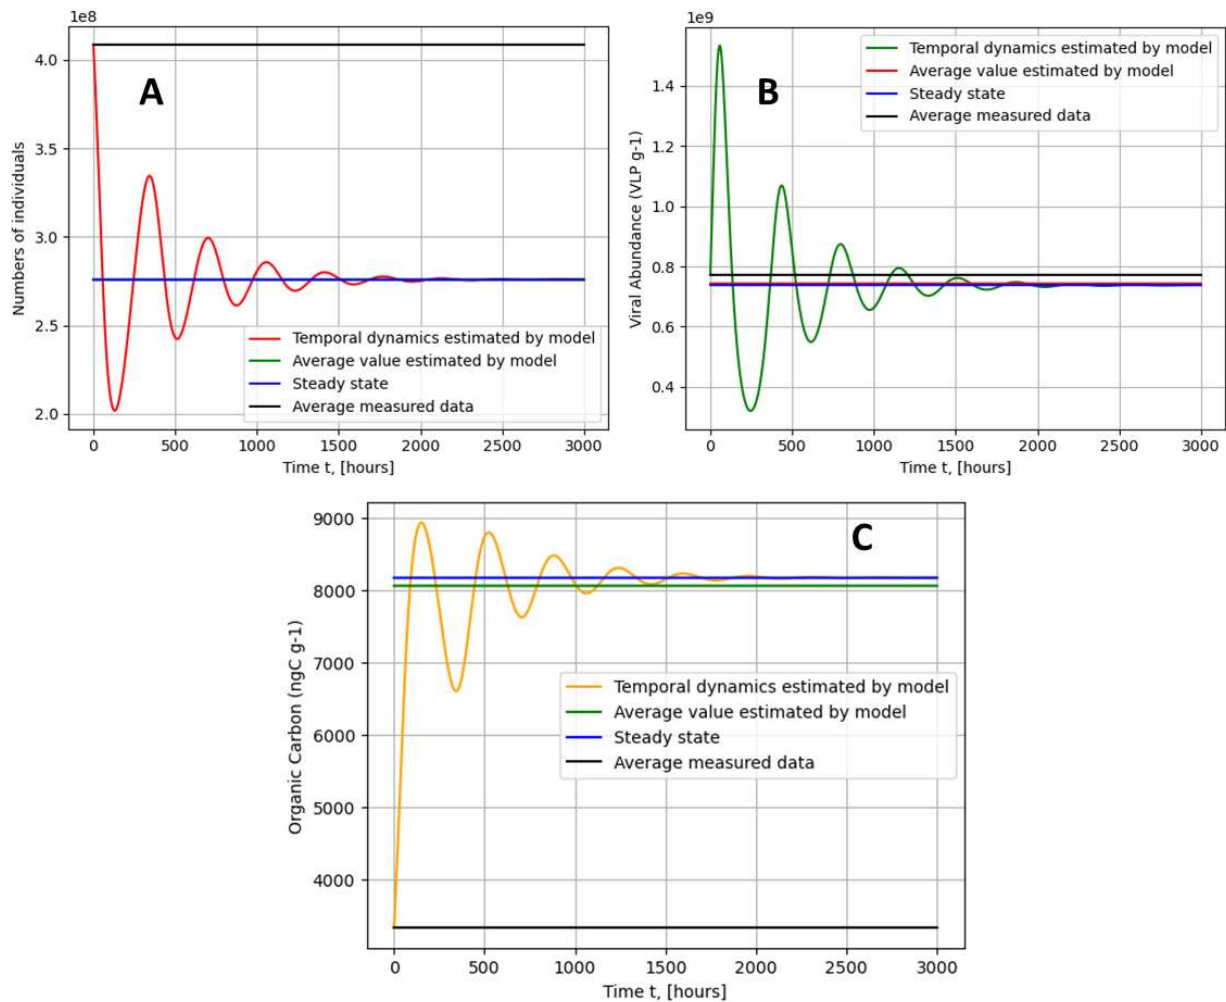 1e8
A
4.0
3.5
3.0
2.5
2.0
Numbers of individuals
Temporal dynamics estimated by model
Average value estimated by model
Steady state
Average measured data
0
500
1000
1500
2000
2500
3000
Time t, [hours]
1e9
B
1.4
1.2
1.0
0.8
0.6
0.4
Viral Abundance (VLP g-1)
Temporal dynamics estimated by model
Average value estimated by model
Steady state
Average measured data
0
500
1000
1500
2000
2500
3000
Time t, [hours]
C
9000
8000
7000
6000
5000
4000
Organic Carbon (ngC g-1)
Temporal dynamics estimated by model
Average value estimated by model
Steady state
Average measured data
0
500
1000
1500
2000
2500
3000
Time t, [hours]